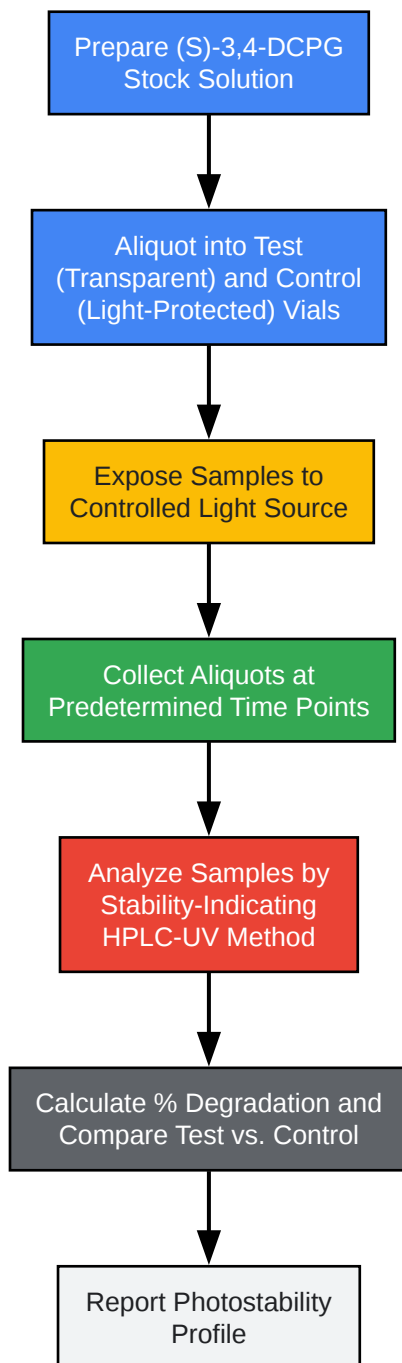 Prepare (S)-3,4-DCPG
Stock Solution
Aliquot into Test
(Transparent) and Control
(Light-Protected) Vials
Expose Samples to
Controlled Light Source
Collect Aliquots at
Predetermined Time Points
Analyze Samples by
Stability-Indicating
HPLC-UV Method
Calculate % Degradation and
Compare Test vs. Control
Report Photostability
Profile